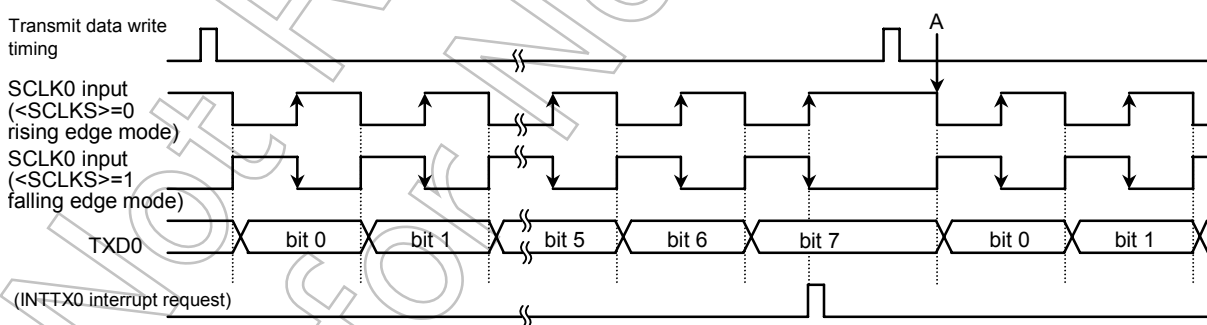 Transmit data write
timing
A
SCLK0 input
(<SCLKS>=0
rising edge mode)
SCLK0 input
(<SCLKS>=1
falling edge mode)
TXD0
bit 0
bit 1
bit 5
bit 6
bit 7
bit 0
bit 1
(INTTX0 interrupt request)